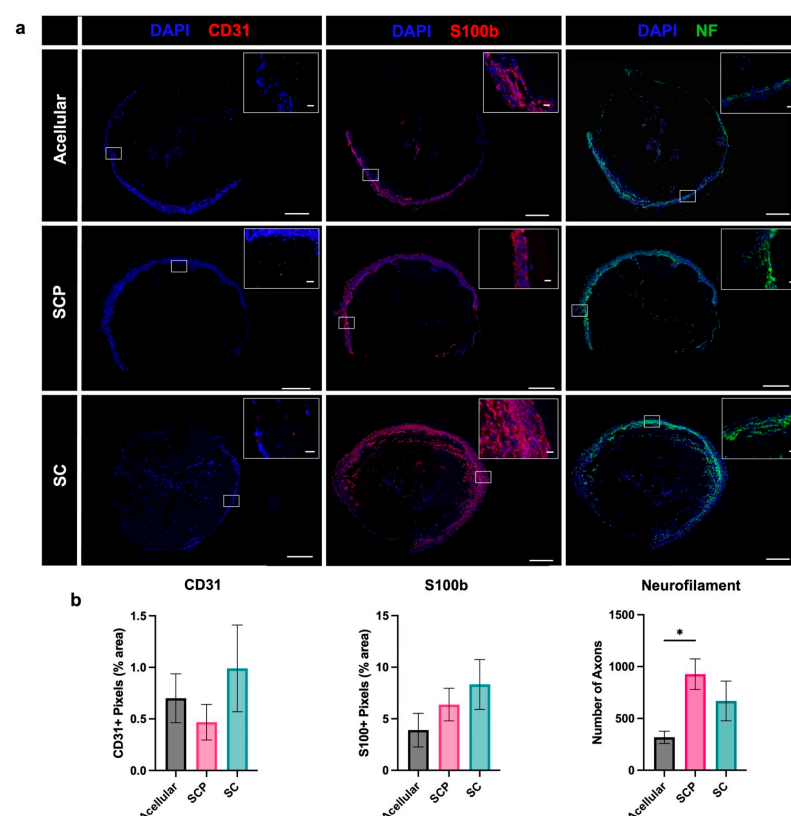 a
DAPI CD31 DAPI S100b DAPI NF
Acellular
SCP
SC
b
CD31
CD31+ Pixels (% area)
1.5
1.0
0.5
0.0
Acellular SCP SC
S100b
S100+ Pixels (% area)
15
10
5
0
Acellular SCP SC
Neurofilament
Number of Axons
1500
1000
500
0
*
Acellular SCP SC